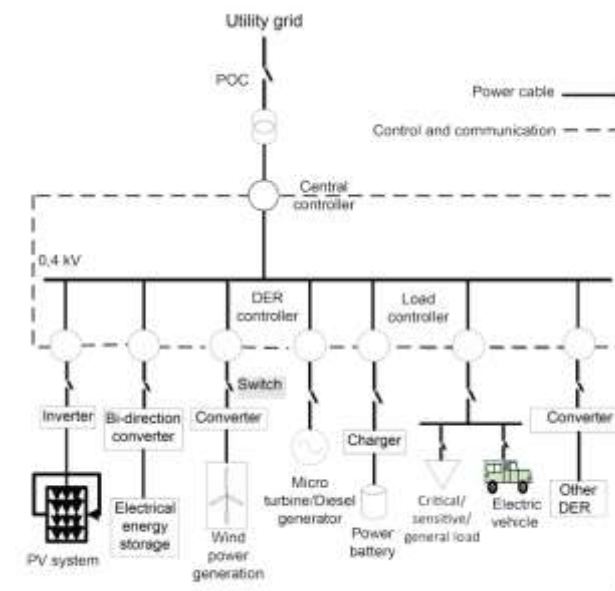 Utility grid
POC
Power cable
Control and communication
Central
controller
0,4 kV
DER
controller
Load
controller
Switch
Inverter
Bi-direction
converter
Converter
Charger
Converter
Micro
turbine/Diesel
generator
Critical/
sensitive/
general load
Electric
vehicle
Other
DER
Electrical
energy
storage
Wind
power
generation
Power
battery
PV system